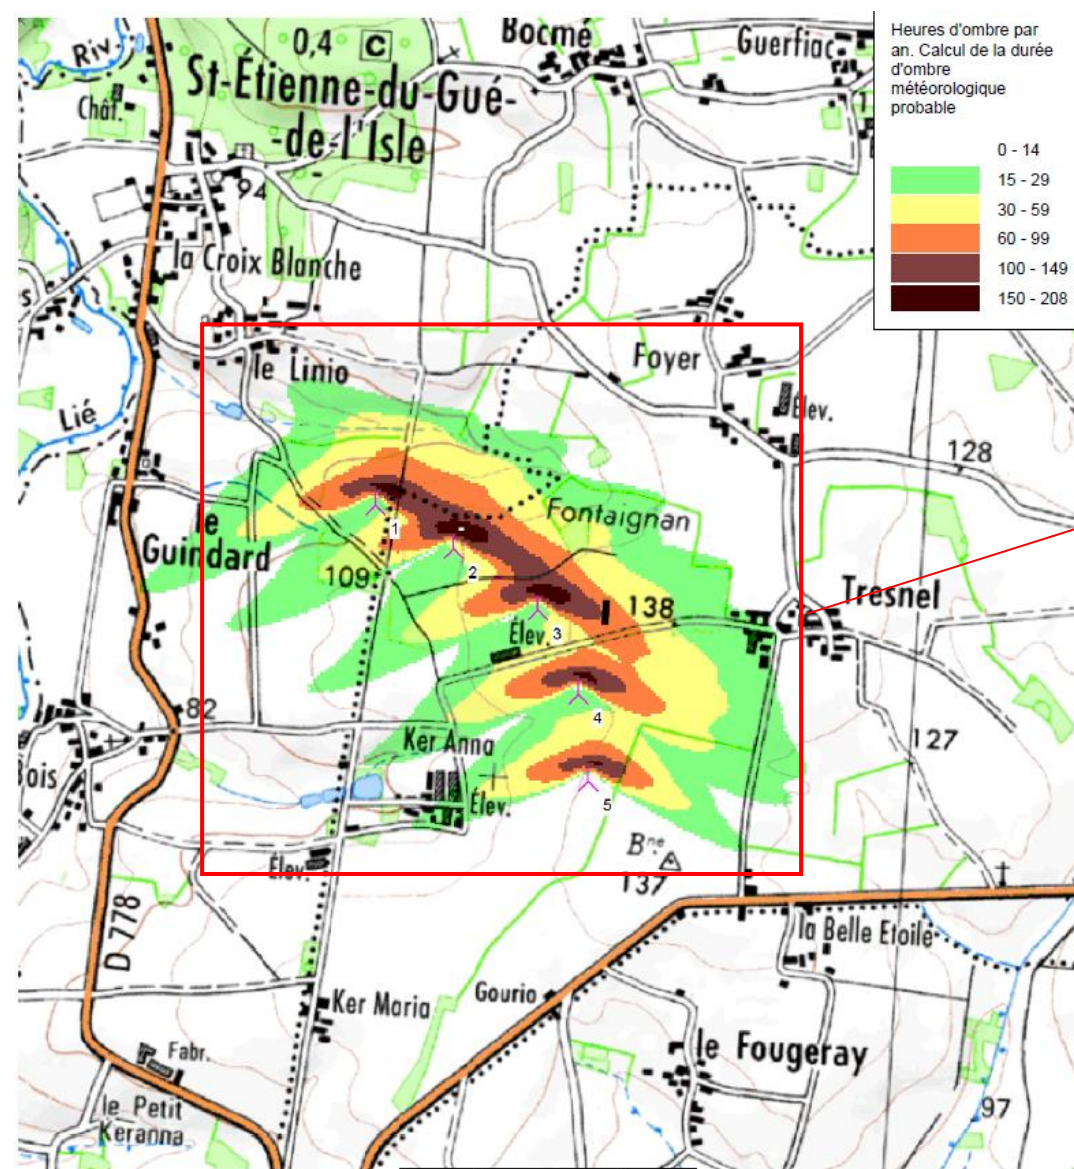 Bocmé
Guerfiac
Riv.
0,4
C
St-Étienne-du-Gué-
-de-l'Isle
Chât.
94
la Croix Blanche
le Linio
Foyer
Lié
Élev.
128
le
Guindard
Fontaignan
109
138
Tresnel
Élev.
1
2
3
4
5
82
Ker Anna
127
Bois
Élev.
Élev.
Bne
137
D 778
la Belle Etoile
Ker Maria
Gourio
Fabr.
le Fougeray
le Petit
Keranna
97
Heures d'ombre par
an. Calcul de la durée
d'ombre
météorologique
probable
0 - 14
15 - 29
30 - 59
60 - 99
100 - 149
150 - 208